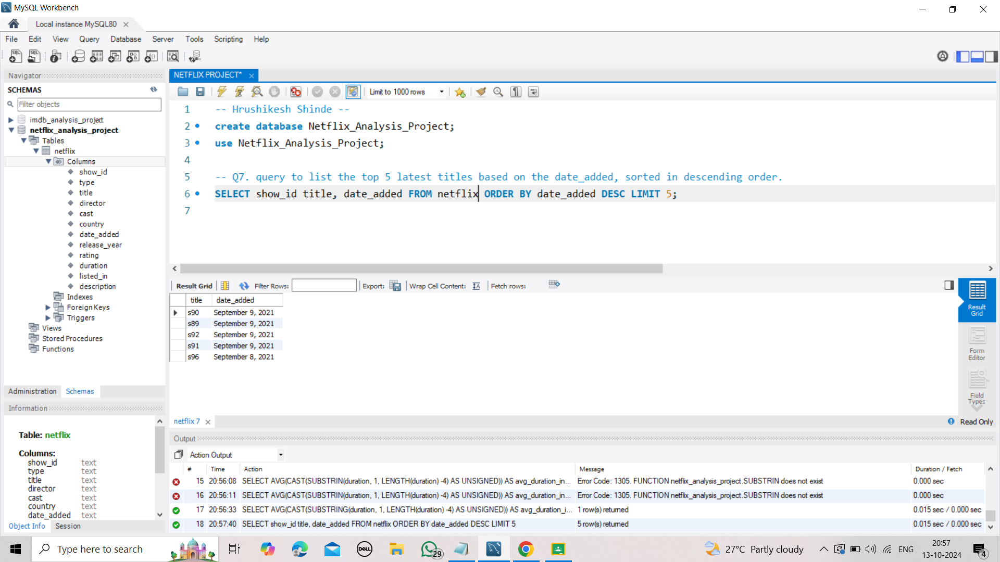 MySQL Workbench
Local instance MySQL80
File Edit View Query Database Server Tools Scripting Help
Navigator
SCHEMAS
Filter objects
imdb_analysis_project
netflix_analysis_project
Tables
netflix
Columns
show_id
type
title
director
cast
country
date_added
release_year
rating
duration
listed_in
description
Indexes
Foreign Keys
Triggers
Views
Stored Procedures
Functions
Administration Schemas
Information
Table: netflix
Columns:
show_id text
type text
title text
director text
cast text
country text
date_added text
Object Info Session
NETFLIX PROJECT*
Limit to 1000 rows
1 -- Hrushikesh Shinde --
2 create database Netflix_Analysis_Project;
3 use Netflix_Analysis_Project;
4
5 -- Q7. query to list the top 5 latest titles based on the date_added, sorted in descending order.
6 SELECT show_id title, date_added FROM netflix ORDER BY date_added DESC LIMIT 5;
7
Result Grid Filter Rows: Export: Wrap Cell Content: Fetch rows:
title date_added
s90 September 9, 2021
s89 September 9, 2021
s92 September 9, 2021
s91 September 9, 2021
s96 September 8, 2021
Result Grid
Form Editor
Field Types
netflix 7
Read Only
Output
Action Output
# Time Action Message Duration / Fetch
15 20:56:08 SELECT AVG(CAST(SUBSTRIN(duration, 1, LENGTH(duration) -4) AS UNSIGNED)) AS avg_duration_in... Error Code: 1305. FUNCTION netflix_analysis_project.SUBSTRIN does not exist 0.000 sec
16 20:56:11 SELECT AVG(CAST(SUBSTRIN(duration, 1, LENGTH(duration) -4) AS UNSIGNED)) AS avg_duration_in... Error Code: 1305. FUNCTION netflix_analysis_project.SUBSTRIN does not exist 0.000 sec
17 20:56:33 SELECT AVG(CAST(SUBSTRING(duration, 1, LENGTH(duration) -4) AS UNSIGNED)) AS avg_duration_i... 1 row(s) returned 0.015 sec / 0.000 sec
18 20:57:40 SELECT show_id title, date_added FROM netflix ORDER BY date_added DESC LIMIT 5 5 row(s) returned 0.015 sec / 0.000 sec
Type here to search
DELL
29
27°C Partly cloudy
ENG
20:57
13-10-2024
4